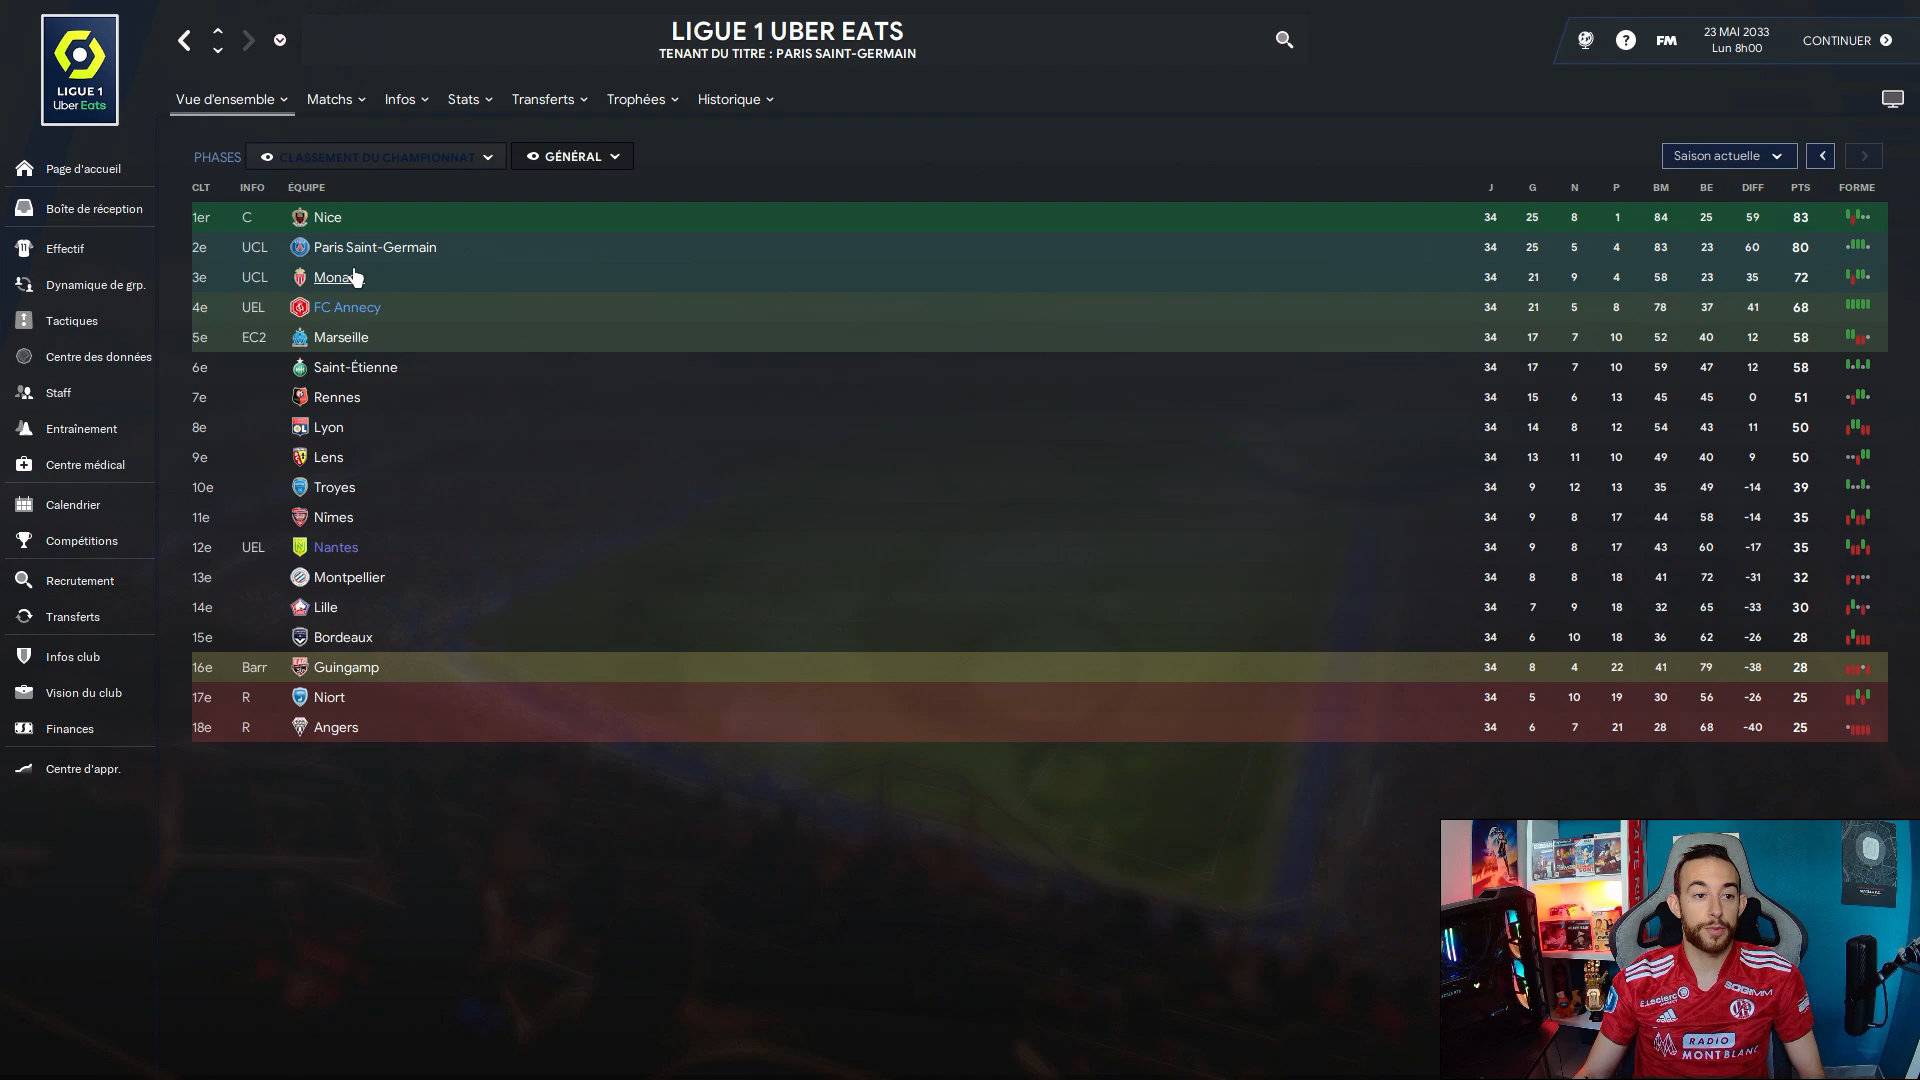 LIGUE 1 UBER EATS
TENANT DU TITRE : PARIS SAINT-GERMAIN
23 MAI 2033
Lun 8h00
CONTINUER
FM
LIGUE 1
Uber Eats
Vue d'ensemble Matchs Infos Stats Transferts Trophées Historique
Page d'accueil
Boîte de réception
Effectif
Dynamique de grp.
Tactiques
Centre des données
Staff
Entraînement
Centre médical
Calendrier
Compétitions
Recrutement
Transferts
Infos club
Vision du club
Finances
Centre d'appr.
PHASES CLASSEMENT DU CHAMPIONNAT GÉNÉRAL Saison actuelle
CLT INFO ÉQUIPE J G N P BM BE DIFF PTS FORME
1er C Nice 34 25 8 1 84 25 59 83
2e UCL Paris Saint-Germain 34 25 5 4 83 23 60 80
3e UCL Mona 34 21 9 4 58 23 35 72
4e UEL FC Annecy 34 21 5 8 78 37 41 68
5e EC2 Marseille 34 17 7 10 52 40 12 58
6e Saint-Étienne 34 17 7 10 59 47 12 58
7e Rennes 34 15 6 13 45 45 0 51
8e Lyon 34 14 8 12 54 43 11 50
9e Lens 34 13 11 10 49 40 9 50
10e Troyes 34 9 12 13 35 49 -14 39
11e Nîmes 34 9 8 17 44 58 -14 35
12e UEL Nantes 34 9 8 17 43 60 -17 35
13e Montpellier 34 8 8 18 41 72 -31 32
14e Lille 34 7 9 18 32 65 -33 30
15e Bordeaux 34 6 10 18 36 62 -26 28
16e Barr Guingamp 34 8 4 22 41 79 -38 28
17e R Niort 34 5 10 19 30 56 -26 25
18e R Angers 34 6 7 21 28 68 -40 25
E.Leclerc
SOGIMM
RADIO
MONT BLANC